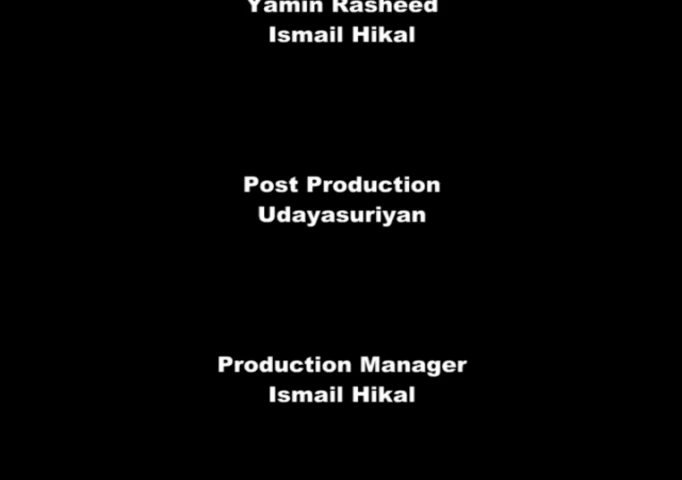 Yamin Rasheed
Ismail Hikal
Post Production
Udayasuriyan
Production Manager
Ismail Hikal